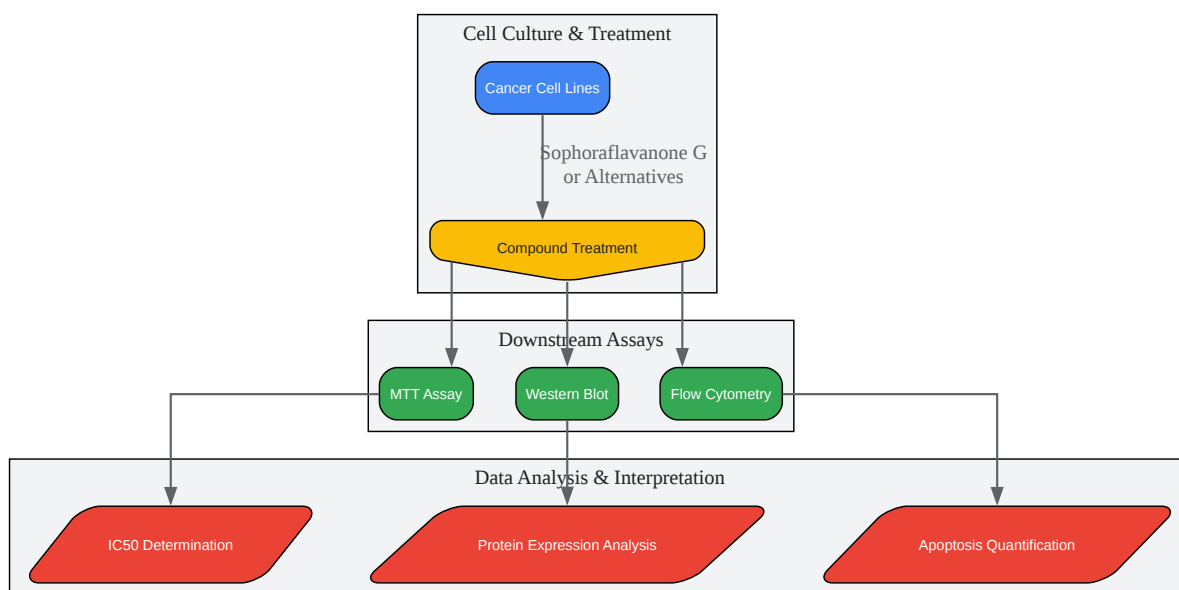 Cell Culture & Treatment
Cancer Cell Lines
Sophoraflavanone G
or Alternatives
Compound Treatment
Downstream Assays
MTT Assay
Western Blot
Flow Cytometry
Data Analysis & Interpretation
IC50 Determination
Protein Expression Analysis
Apoptosis Quantification